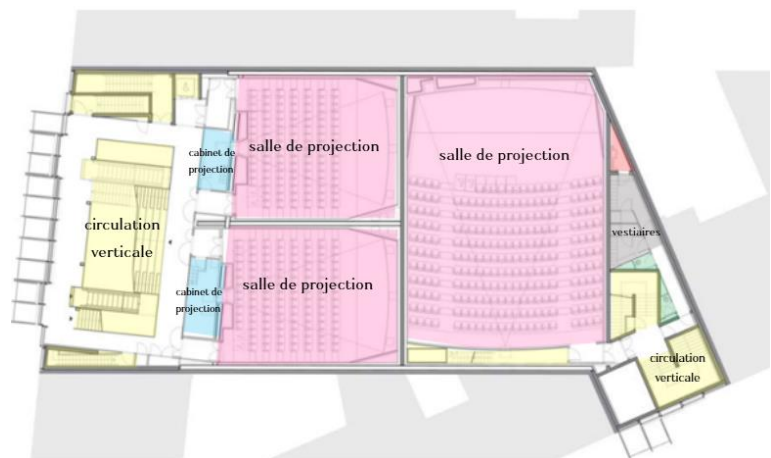 cabinet de
projection
salle de projection
salle de projection
circulation
verticale
vestiaires
cabinet de
projection
salle de projection
circulation
verticale